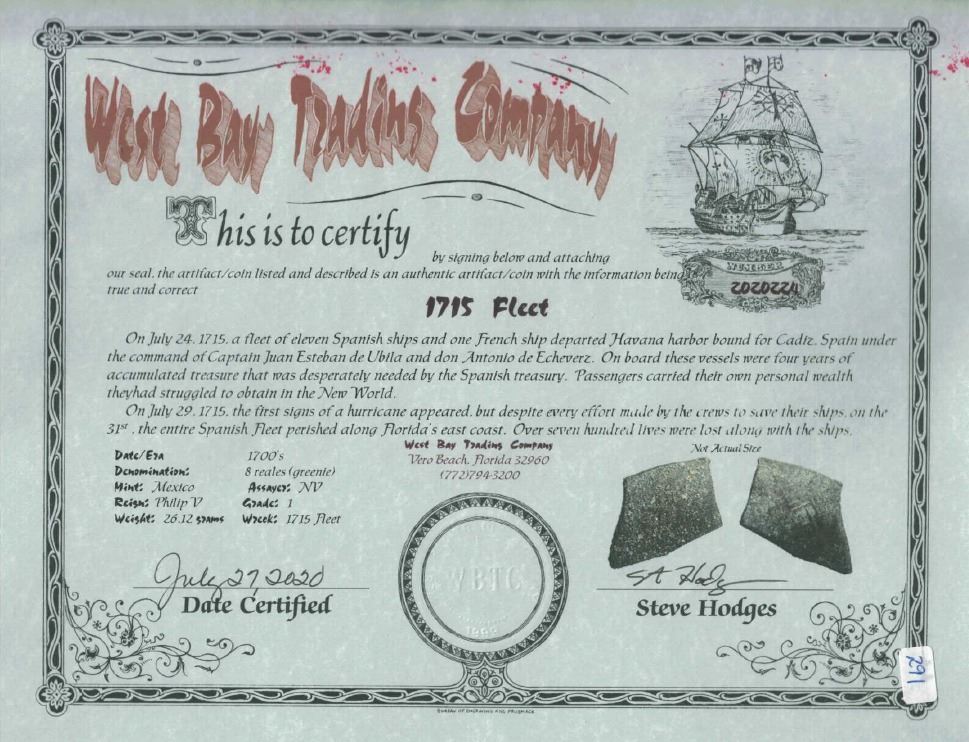 West Bay Trading Company
This is to certify
by signing below and attaching
our seal, the artifact/coin listed and described is an authentic artifact/coin with the information being
true and correct
NUMBER
2020224
1715 Fleet
On July 24, 1715, a fleet of eleven Spanish ships and one French ship departed Havana harbor bound for Cadiz, Spain under
the command of Captain Juan Esteban de Ubila and don Antonio de Echeverz. On board these vessels were four years of
accumulated treasure that was desperately needed by the Spanish treasury. Passengers carried their own personal wealth
theyhad struggled to obtain in the New World.
On July 29, 1715, the first signs of a hurricane appeared, but despite every effort made by the crews to save their ships, on the
31st, the entire Spanish Fleet perished along Florida's east coast. Over seven hundred lives were lost along with the ships.
West Bay Trading Company
Vero Beach, Florida 32960
(772)794-3200
Not Actual Size
Date/Era 1700's
Denomination: 8 reales (greenie)
Mint: Mexico Assayer: NV
Reign: Philip V Grade: 1
Weight: 26.12 grams Wreck: 1715 Fleet
WBTC
July 27, 2020
Date Certified
Steve Hodges
291
BUREAU OF ENGRAVING AND PRISMACK